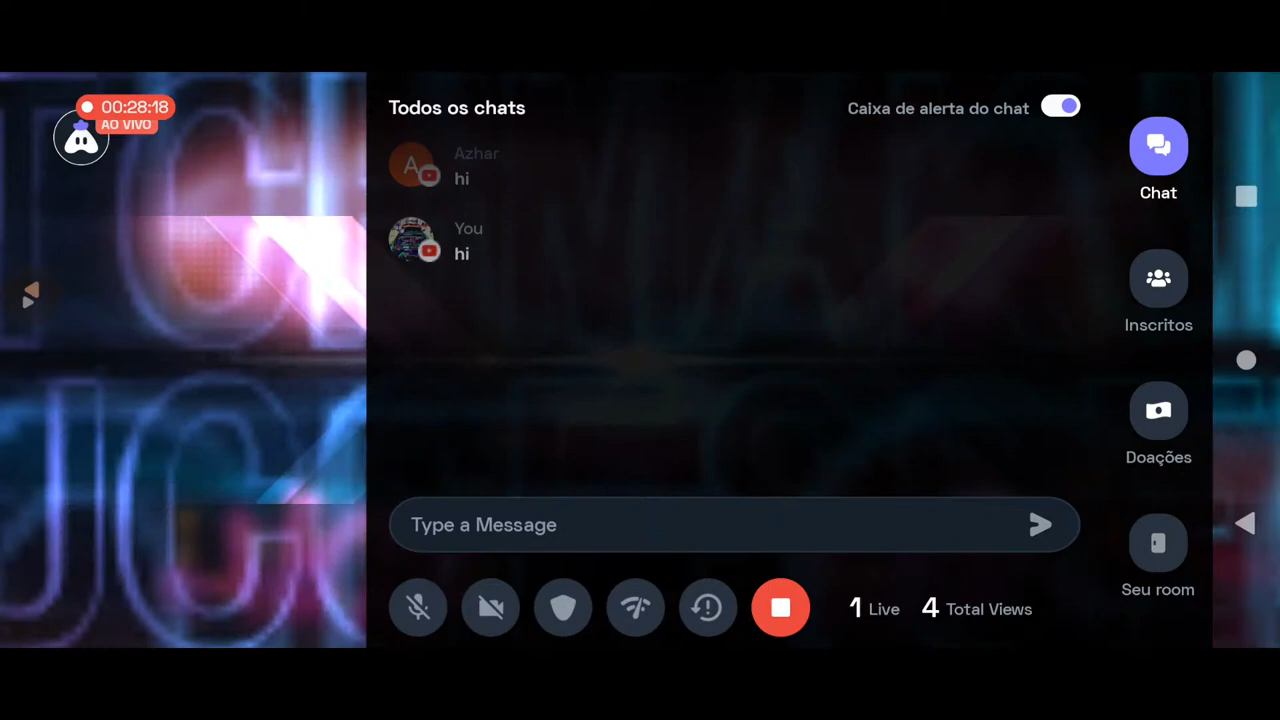 00:28:18
AO VIVO
Todos os chats
Caixa de alerta do chat
A
Azhar
hi
You
hi
Chat
Inscritos
Doações
Seu room
Type a Message
1 Live 4 Total Views